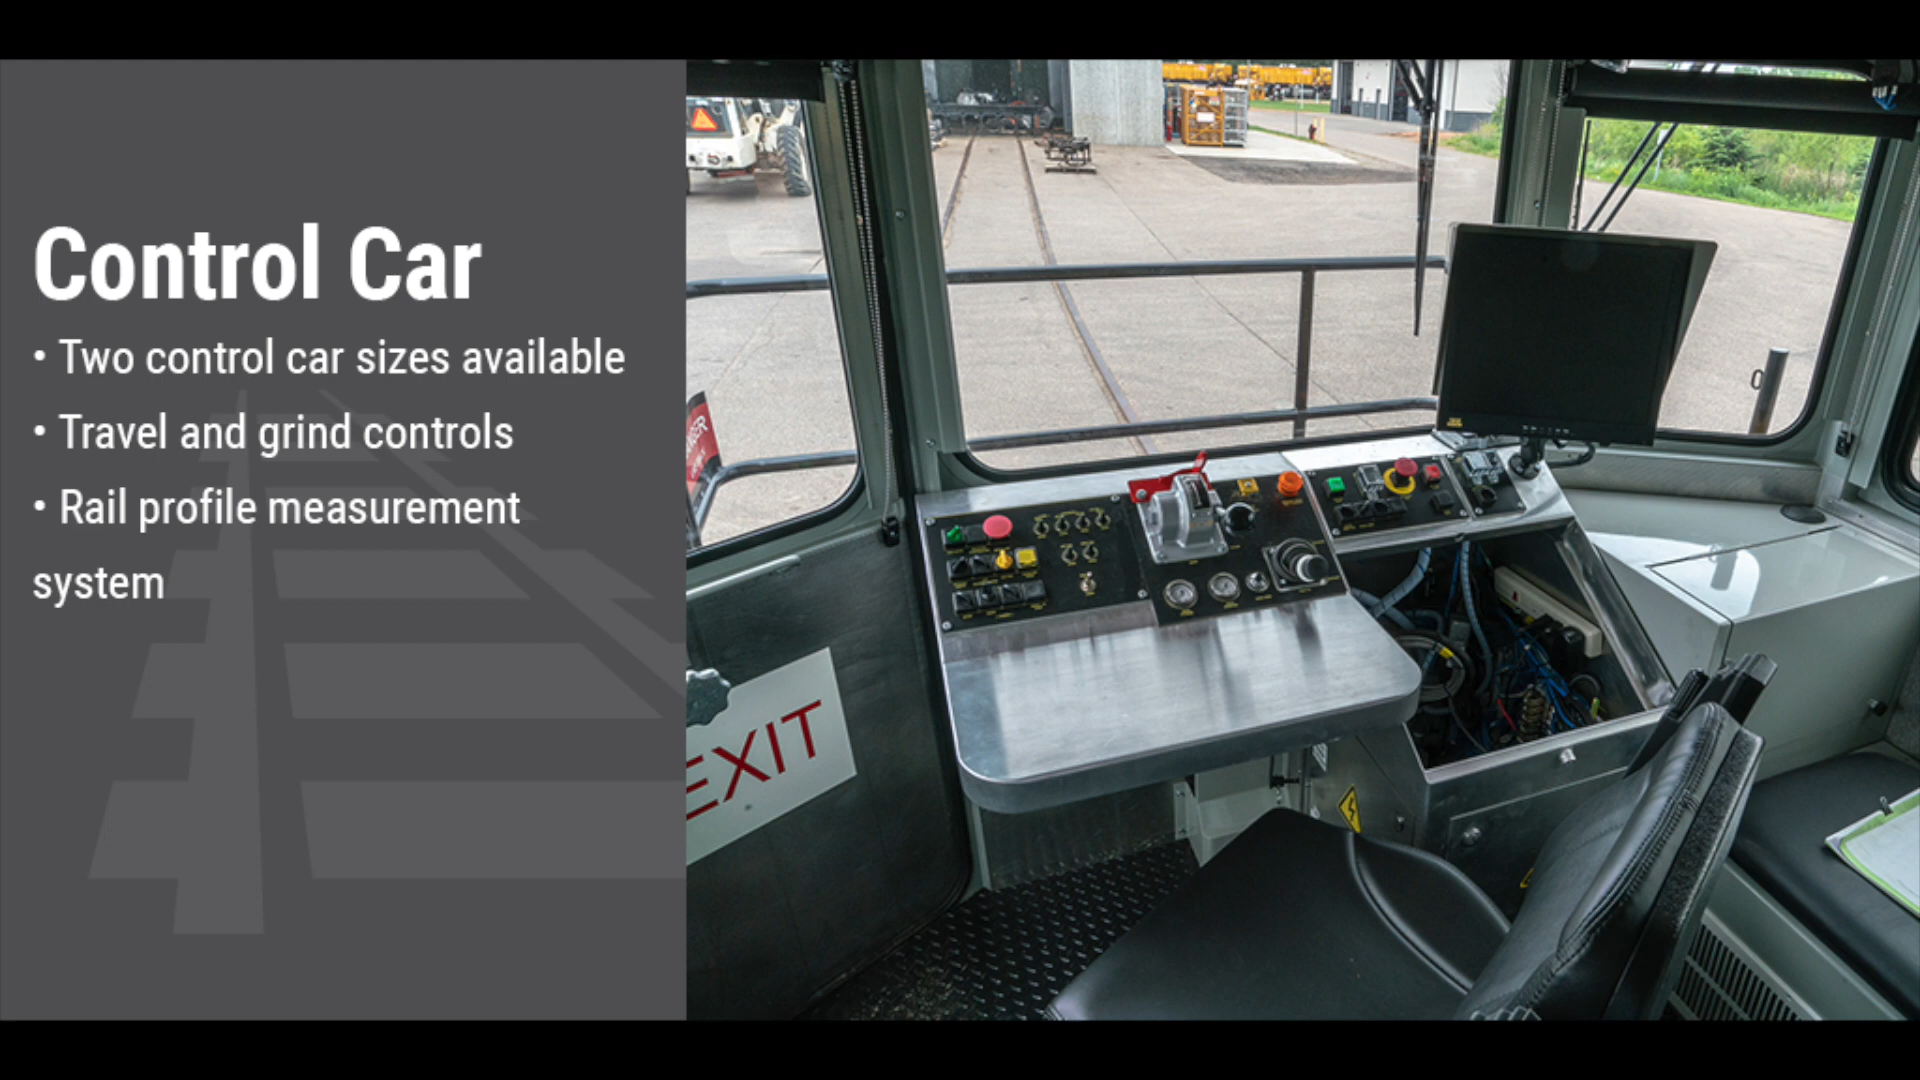 Control Car
• Two control car sizes available
• Travel and grind controls
• Rail profile measurement
system
EXIT